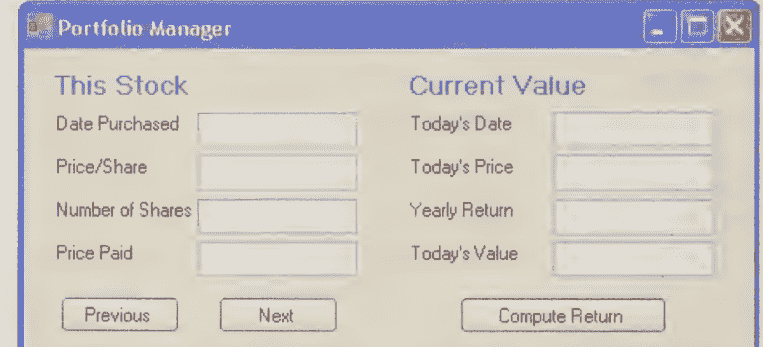 Portfolio Manager
This Stock Current Value
Date Purchased Today's Date
Price/Share Today's Price
Number of Shares Yearly Return
Price Paid Today's Value
Previous Next Compute Return